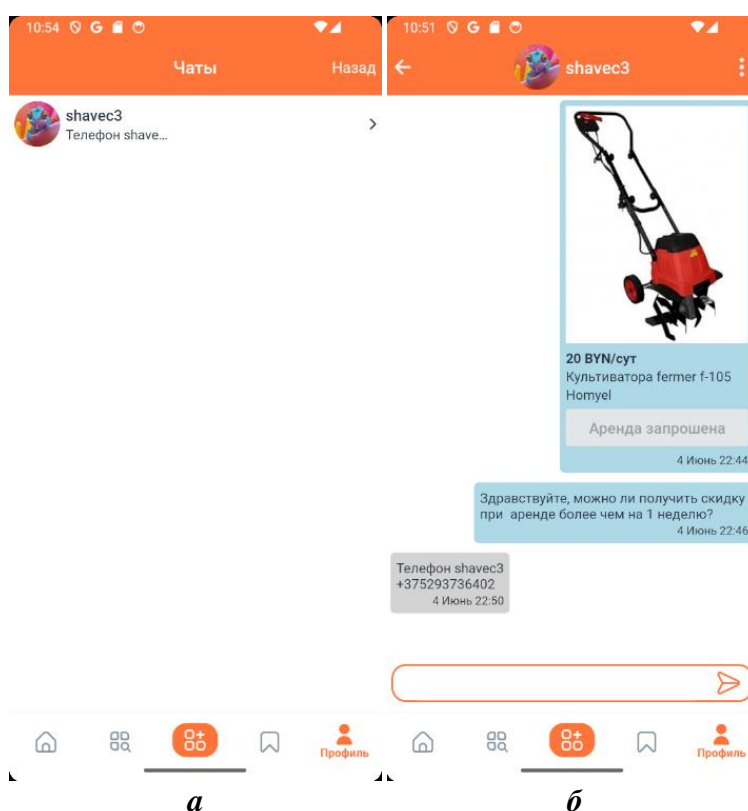 10:54
Чаты
Назад
shavec3
Телефон shave...
Профиль
а
10:51
shavec3
20 BYN/сут
Культиватора fermer f-105
Homyel
Аренда запрошена
4 Июнь 22:44
Здравствуйте, можно ли получить скидку
при аренде более чем на 1 неделю?
4 Июнь 22:46
Телефон shavec3
+375293736402
4 Июнь 22:50
Профиль
б